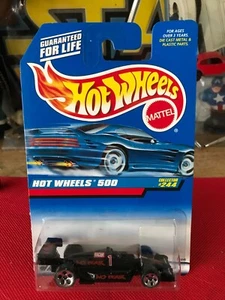 GUARANTEED
FOR LIFE
FOR AGES
OVER 3 YEARS.
DIE CAST METAL &
PLASTIC PARTS.
Hot Wheels
MATTEL
HOT WHEELS 500
COLLECTOR
#244
1